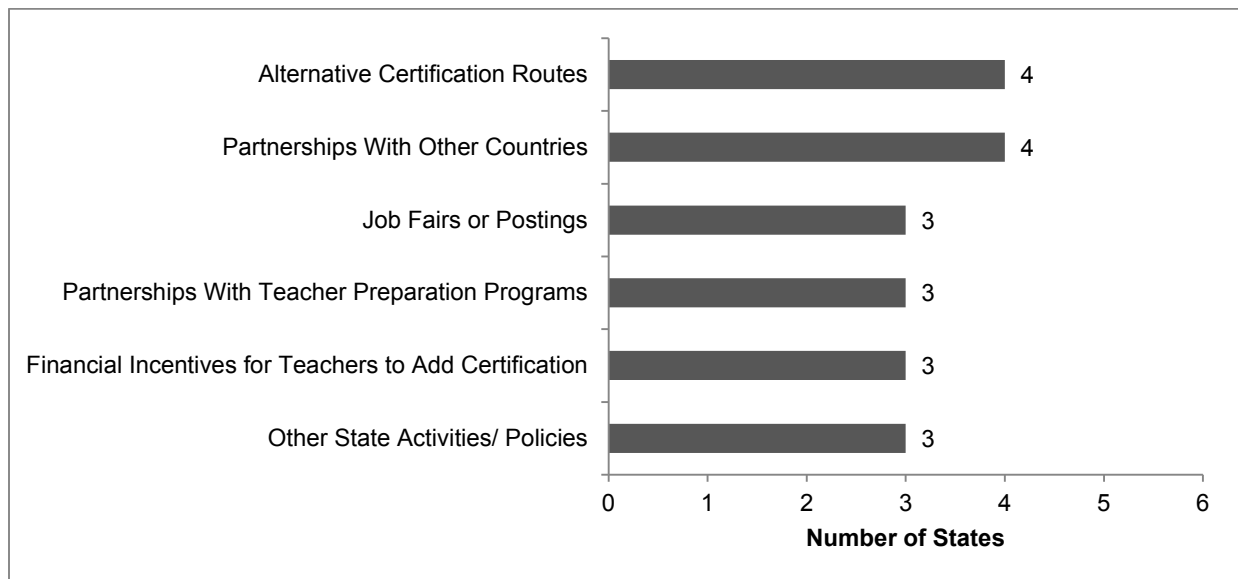 Alternative Certification Routes 4
Partnerships With Other Countries 4
Job Fairs or Postings 3
Partnerships With Teacher Preparation Programs 3
Financial Incentives for Teachers to Add Certification 3
Other State Activities/ Policies 3
0 1 2 3 4 5 6
Number of States